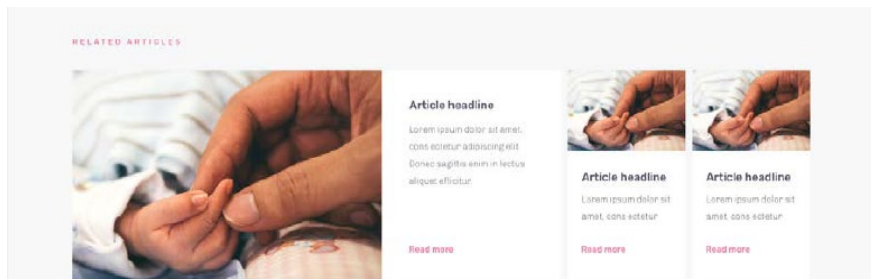 RELATED ARTICLES
Article headline
Lorem ipsum dolor sit amet,
cons ectetur adipiscing elit
Donec sagittis enim in lectus
aliquet efficitur.
Read more
Article headline
Lorem ipsum dolor sit
amet, cons ectetur
Read more
Article headline
Lorem ipsum dolor sit
amet, cons ectetur
Read more